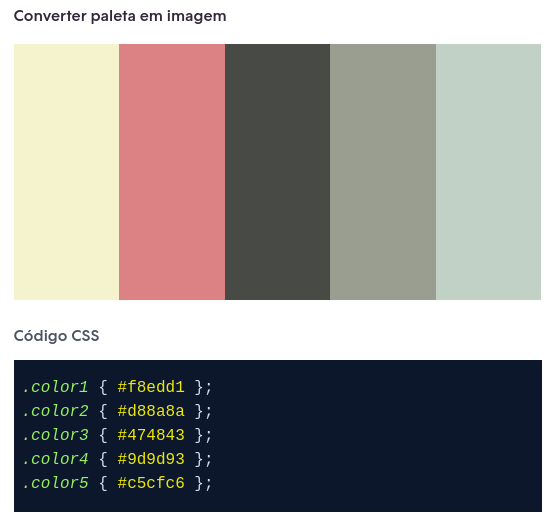 Converter paleta em imagem
Código CSS
.color1 { #f8edd1 };
.color2 { #d88a8a };
.color3 { #474843 };
.color4 { #9d9d93 };
.color5 { #c5cfc6 };